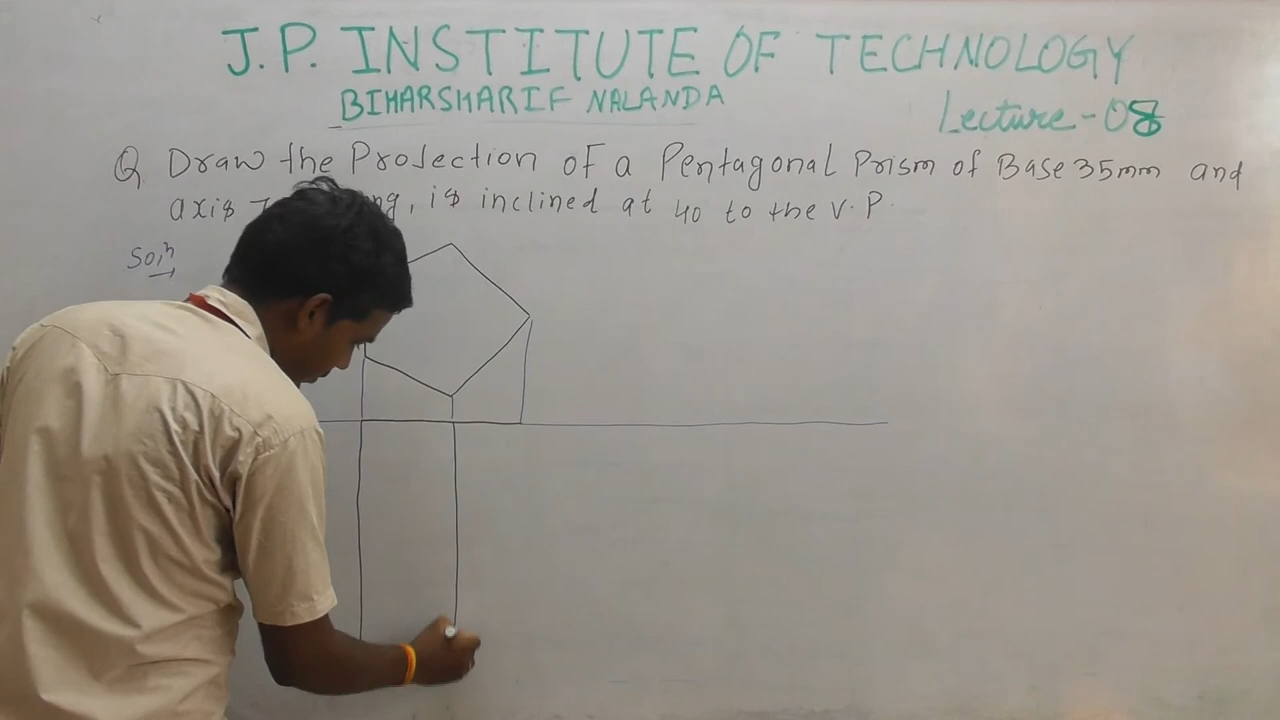 J.P. INSTITUTE OF TECHNOLOGY
BIHARSHARIF NALANDA
Lecture-08
Q Draw the Projection of a Pentagonal Prism of Base 35mm and
axis is inclined at 40 to the V.P.
Soln